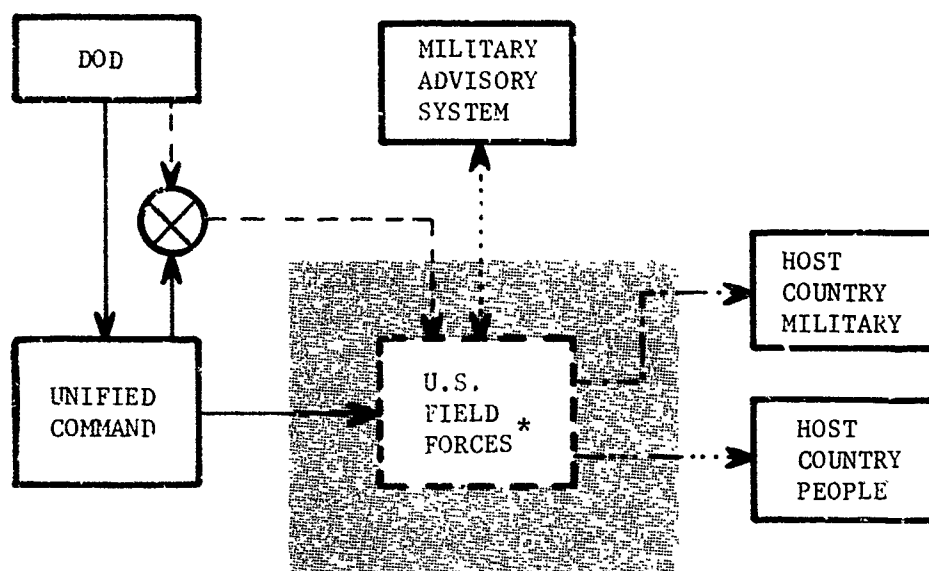 DOD
MILITARY
ADVISORY
SYSTEM
HOST
COUNTRY
MILITARY
UNIFIED
COMMAND
U.S.
FIELD
FORCES*
HOST
COUNTRY
PEOPLE